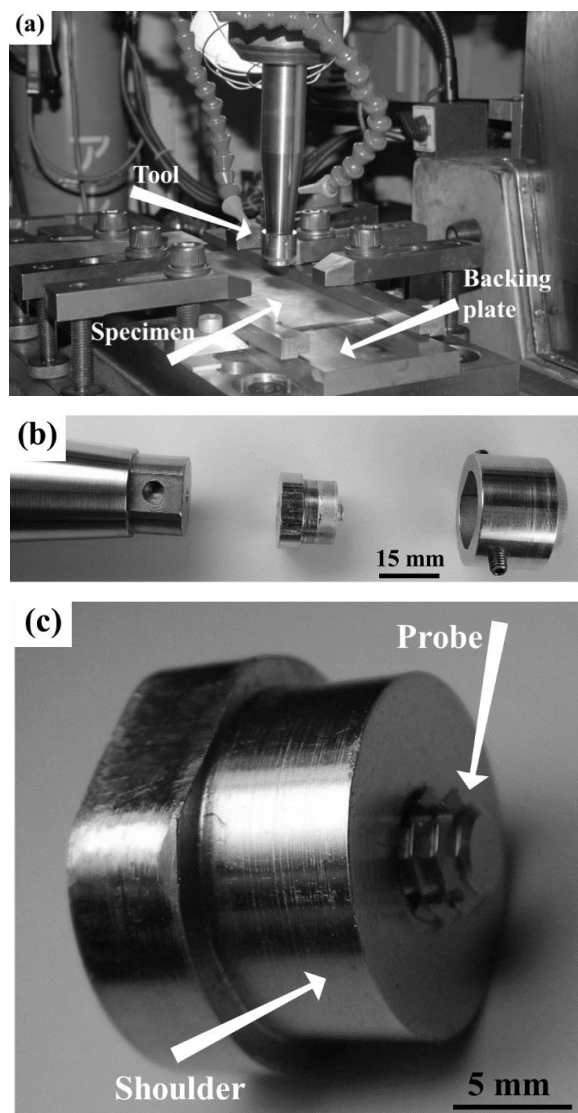 (a)
Tool
Backing
plate
Specimen
(b)
15 mm
(c)
Probe
Shoulder
5 mm